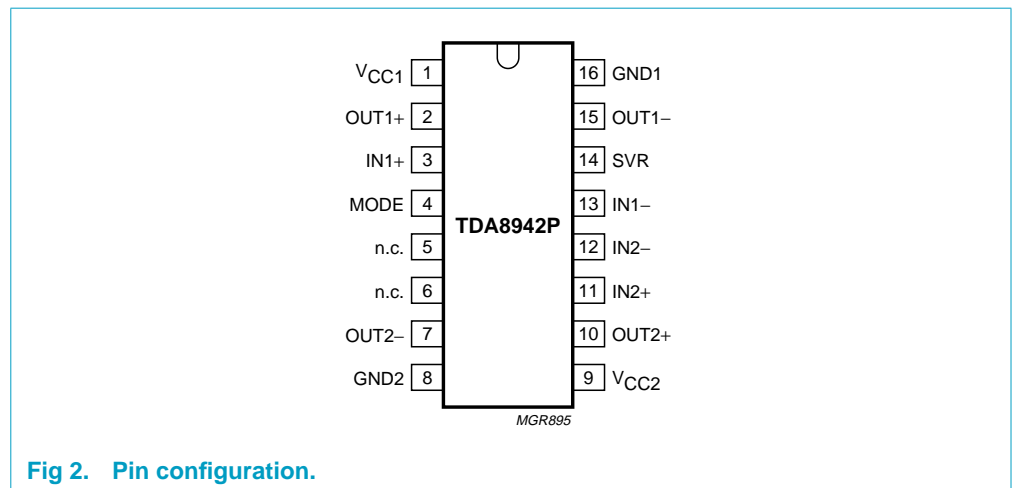 VCC1 1 16 GND1
OUT1+ 2 15 OUT1−
IN1+ 3 14 SVR
MODE 4 13 IN1−
TDA8942P
n.c. 5 12 IN2−
n.c. 6 11 IN2+
OUT2− 7 10 OUT2+
GND2 8 9 VCC2
MGR895
Fig 2. Pin configuration.